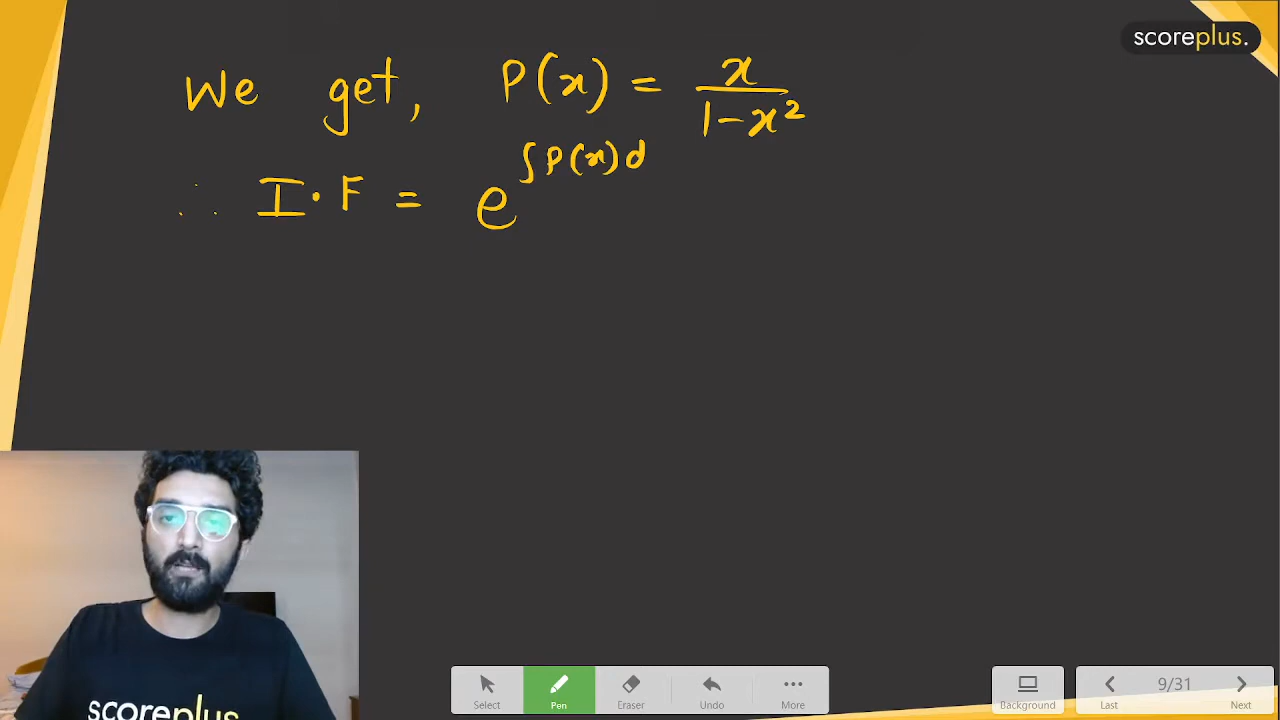 scoreplus.
We get, P(x) = x/(1-x²)
∴ I.F = e^∫P(x)d
scoreplus
Select Pen Eraser Undo More
Background
9/31
Last Next